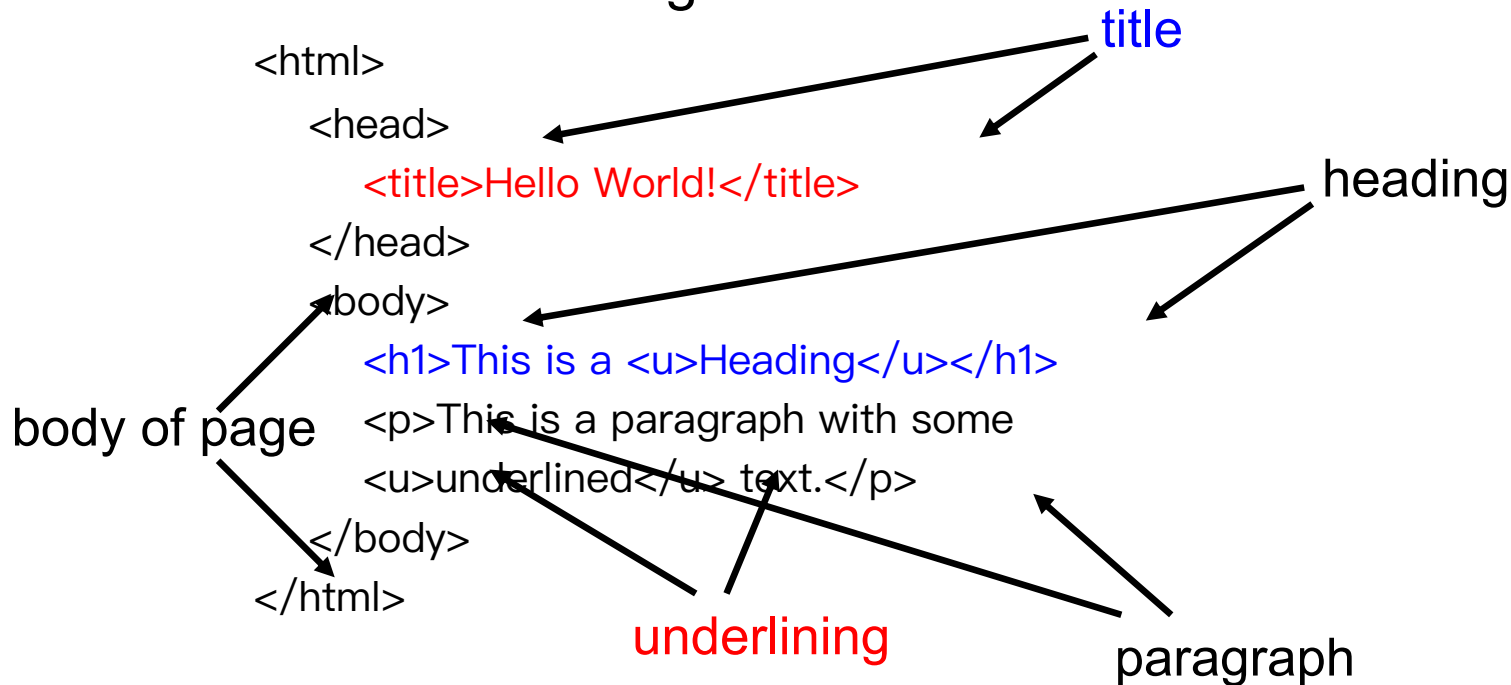 title
<html>
<head>
<title>Hello World!</title>
heading
</head>
<body>
<h1>This is a <u>Heading</u></h1>
body of page
<p>This is a paragraph with some
<u>underlined</u> text.</p>
</body>
</html>
underlining
paragraph